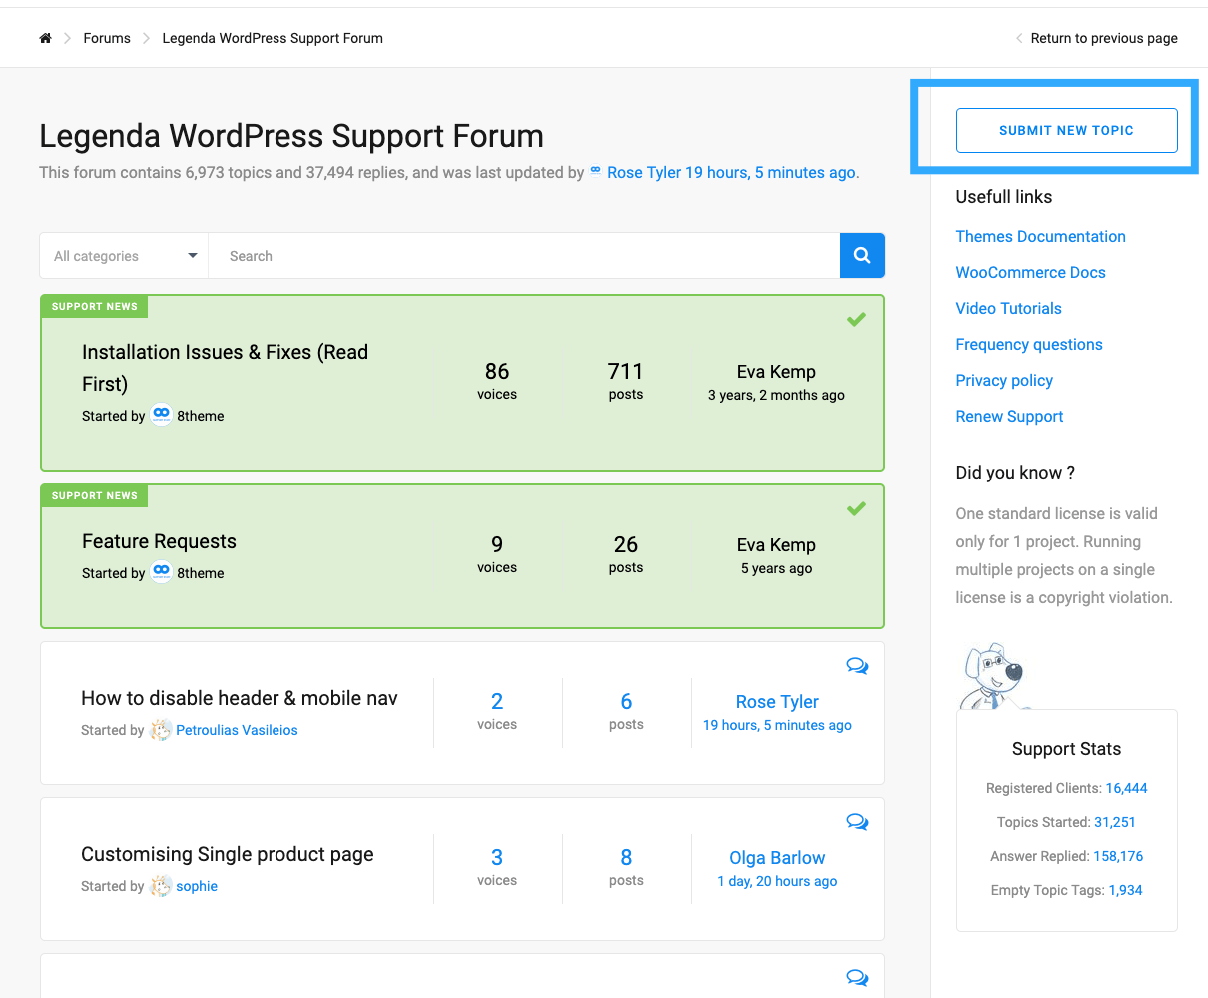 Forums
Legenda WordPress Support Forum
Return to previous page
Legenda WordPress Support Forum
This forum contains 6,973 topics and 37,494 replies, and was last updated by Rose Tyler 19 hours, 5 minutes ago.
All categories
Search
SUPPORT NEWS
Installation Issues & Fixes (Read
First)
Started by 8theme
86
voices
711
posts
Eva Kemp
3 years, 2 months ago
SUPPORT NEWS
Feature Requests
Started by 8theme
9
voices
26
posts
Eva Kemp
5 years ago
How to disable header & mobile nav
Started by Petroulias Vasileios
2
voices
6
posts
Rose Tyler
19 hours, 5 minutes ago
Customising Single product page
Started by sophie
3
voices
8
posts
Olga Barlow
1 day, 20 hours ago
SUBMIT NEW TOPIC
Usefull links
Themes Documentation
WooCommerce Docs
Video Tutorials
Frequency questions
Privacy policy
Renew Support
Did you know ?
One standard license is valid
only for 1 project. Running
multiple projects on a single
license is a copyright violation.
Support Stats
Registered Clients: 16,444
Topics Started: 31,251
Answer Replied: 158,176
Empty Topic Tags: 1,934